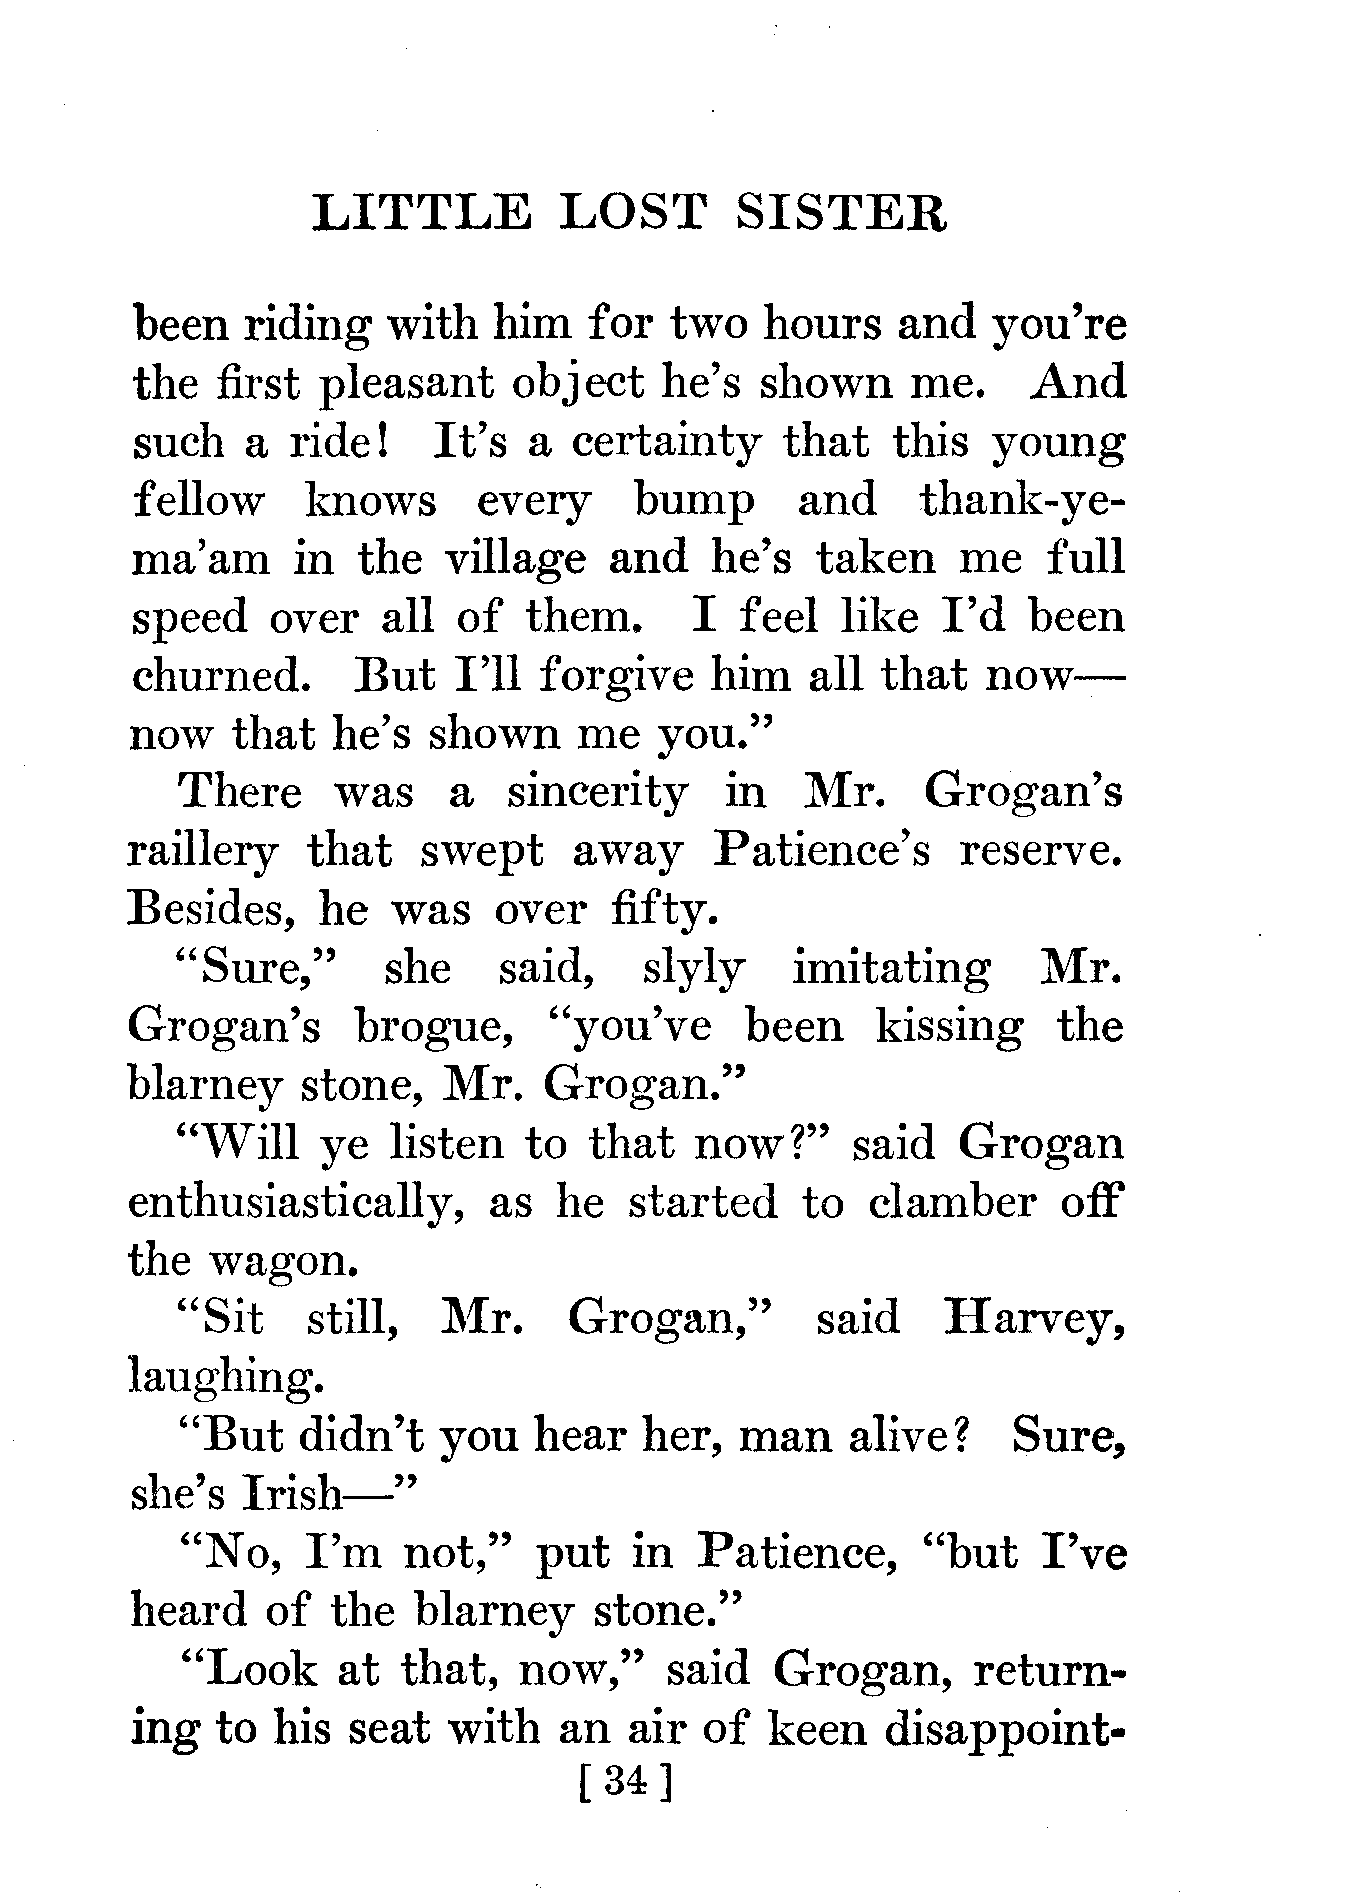 LITTLE LOST SISTER
been riding with him for two hours and you're
the first pleasant object he's shown me. And
such a ride! It's a certainty that this young
fellow knows every bump and thank-ye-
ma'am in the village and he's taken me full
speed over all of them. I feel like I'd been
churned. But I'll forgive him all that now—
now that he's shown me you."
There was a sincerity in Mr. Grogan's
raillery that swept away Patience's reserve.
Besides, he was over fifty.
"Sure," she said, slyly imitating Mr.
Grogan's brogue, "you've been kissing the
blarney stone, Mr. Grogan."
"Will ye listen to that now?" said Grogan
enthusiastically, as he started to clamber off
the wagon.
"Sit still, Mr. Grogan," said Harvey,
laughing.
"But didn't you hear her, man alive? Sure,
she's Irish—"
"No, I'm not," put in Patience, "but I've
heard of the blarney stone."
"Look at that, now," said Grogan, return-
ing to his seat with an air of keen disappoint-
[ 34 ]